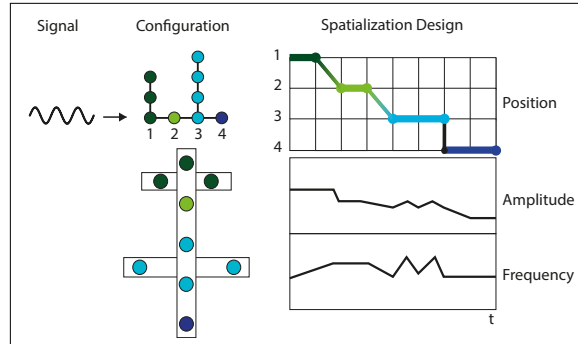 Signal
Configuration
Spatialization Design
1 2 3 4
1
2
3
4
Position
Amplitude
Frequency
t